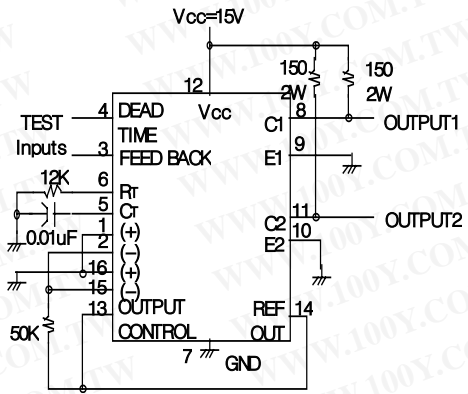 Vcc=15V
150
2W
150
2W
12
Vcc
TEST
Inputs
4
DEAD
TIME
3
FEED BACK
C1
8
OUTPUT1
E1
9
12K
6
RT
5
CT
0.01uF
1
(+)
2
(-)
16
(+)
15
(-)
13
OUTPUT
CONTROL
C2
11
OUTPUT2
10
E2
50K
REF
14
OUT
7
GND
WWW.100Y.COM.TW